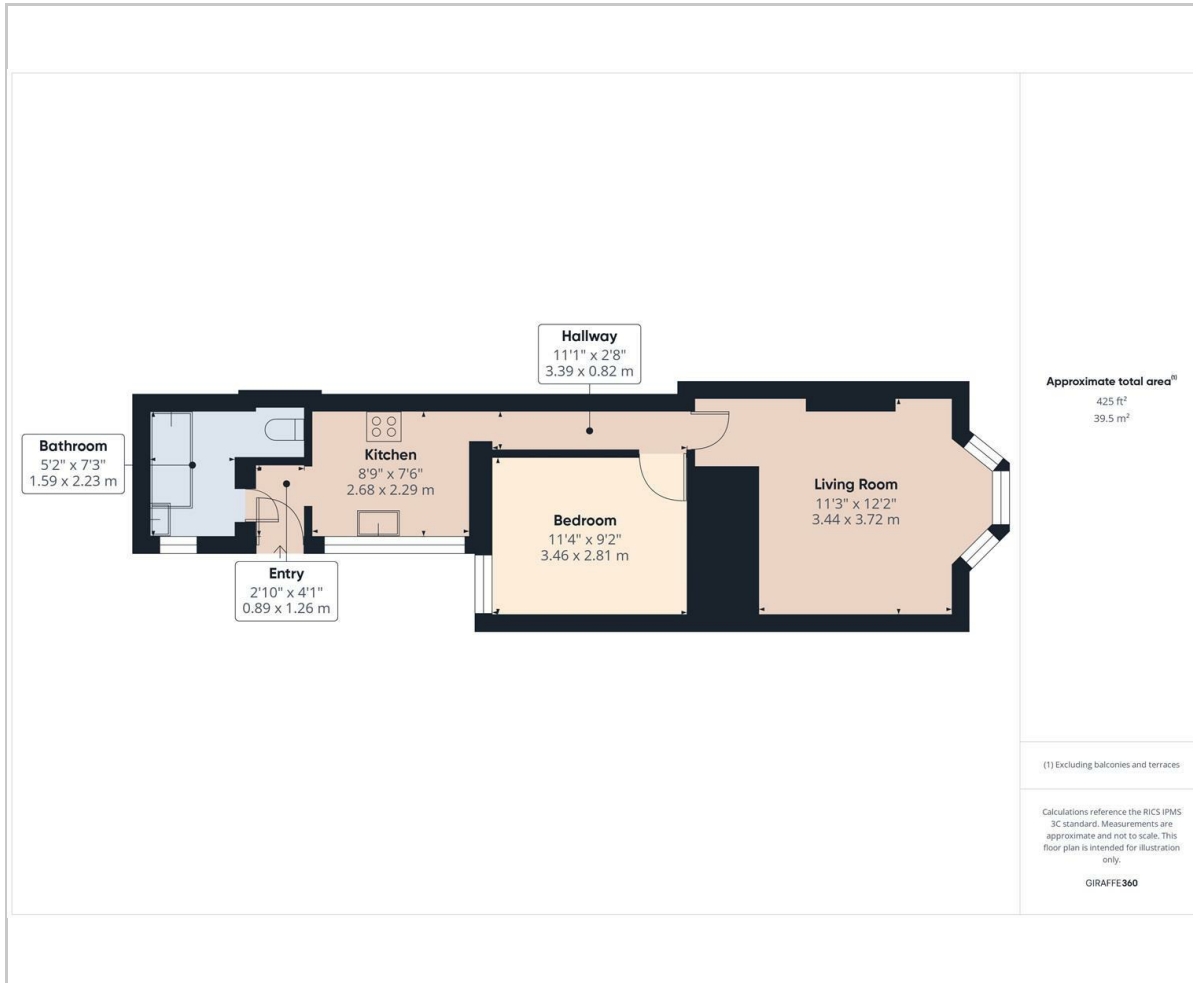 Hallway
11'1" x 2'8"
3.39 x 0.82 m
Bathroom
5'2" x 7'3"
1.59 x 2.23 m
Kitchen
8'9" x 7'6"
2.68 x 2.29 m
Living Room
11'3" x 12'2"
3.44 x 3.72 m
Bedroom
11'4" x 9'2"
3.46 x 2.81 m
Entry
2'10" x 4'1"
0.89 x 1.26 m
Approximate total area(1)
425 ft²
39.5 m²
(1) Excluding balconies and terraces
Calculations reference the RICS IPMS
3C standard. Measurements are
approximate and not to scale. This
floor plan is intended for illustration
only.
GIRAFFE360